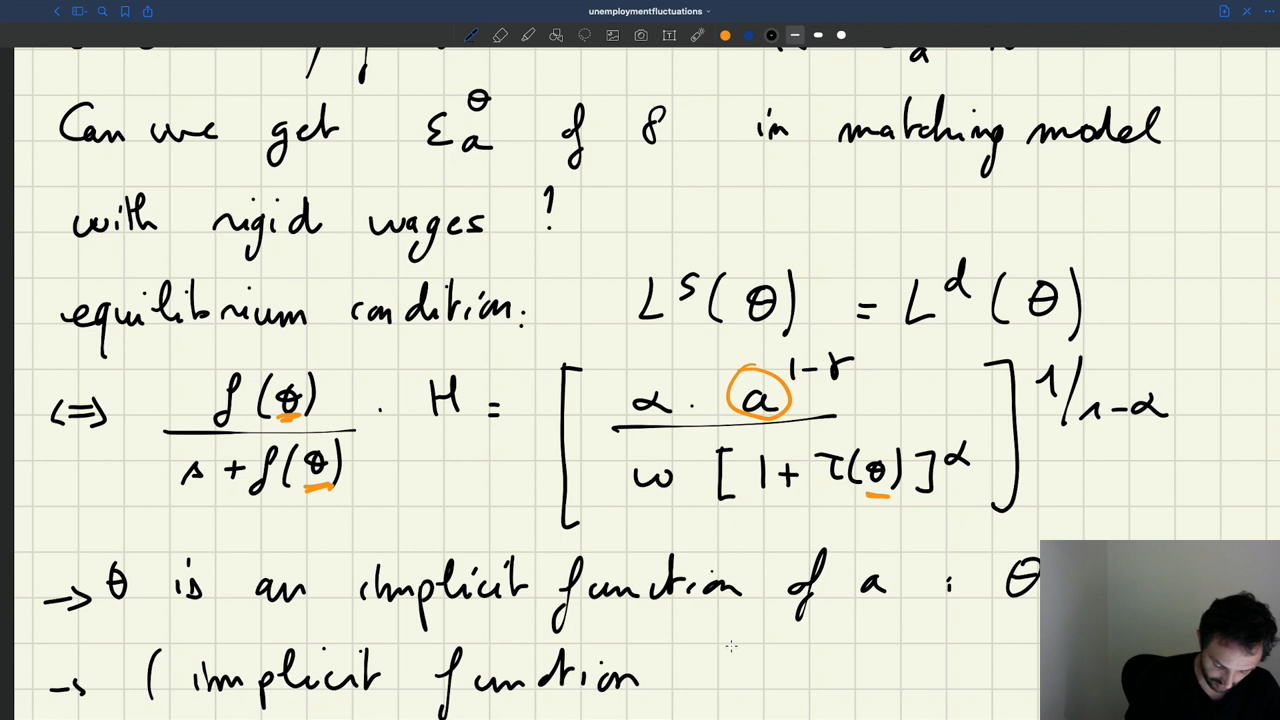 unemploymentfluctuations
Can we get ε_a^θ of 8 in matching model
with rigid wages ?
equilibrium condition: L^s(θ) = L^d(θ)
<=> f(θ) / s + f(θ) . H = [ α . a^{1-γ} / w [1 + τ(θ)]^α ]^{1/1-α}
→ θ is an implicit function of a : θ
→ ( implicit function